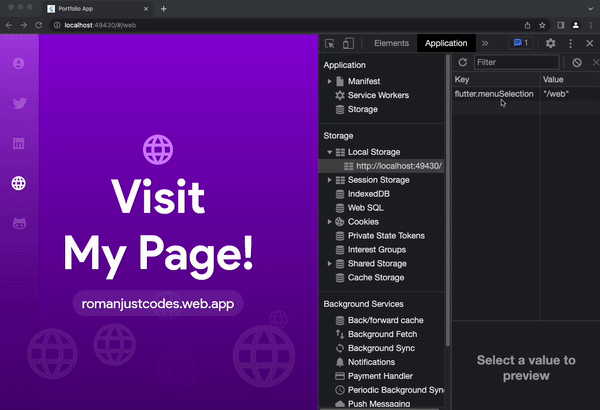 Portfolio App
localhost:49430/#/web
Visit
My Page!
romanjustcodes.web.app
Elements
Application
1
Application
Manifest
Service Workers
Storage
Storage
Local Storage
http://localhost:49430/
Session Storage
IndexedDB
Web SQL
Cookies
Private State Tokens
Interest Groups
Shared Storage
Cache Storage
Background Services
Back/forward cache
Background Fetch
Background Sync
Notifications
Payment Handler
Periodic Background Sync
Push Messaging
Filter
Key Value
flutter.menuSelection "/web"
Select a value to
preview